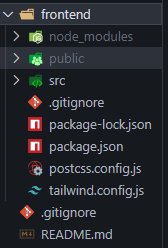 frontend
node_modules
public
src
.gitignore
package-lock.json
package.json
postcss.config.js
tailwind.config.js
.gitignore
README.md